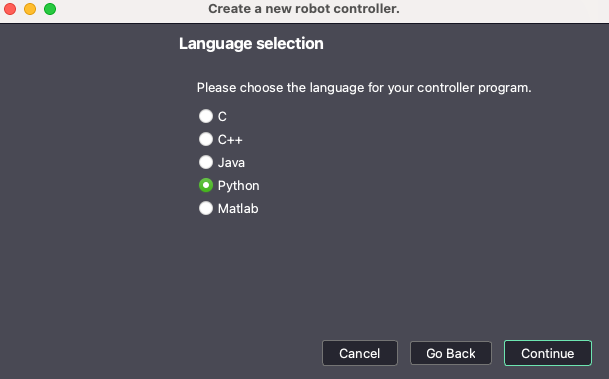 Create a new robot controller.
Language selection
Please choose the language for your controller program.
C
C++
Java
Python
Matlab
Cancel
Go Back
Continue